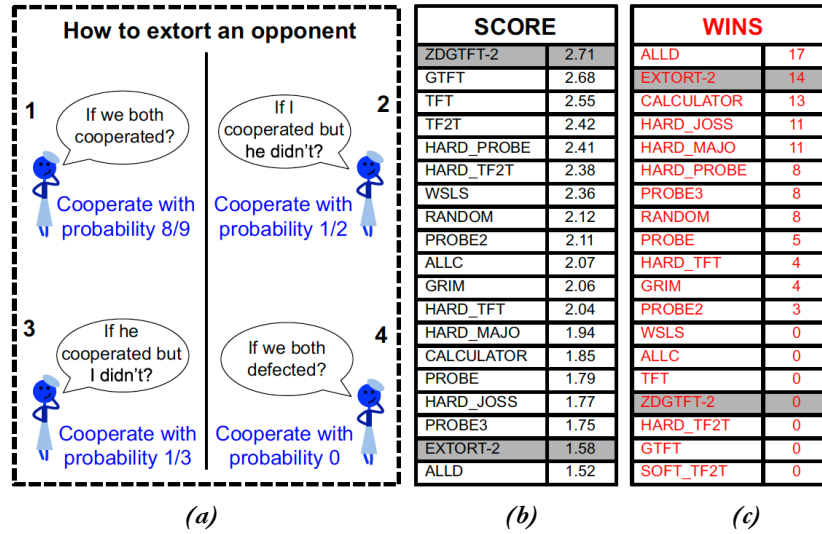 How to extort an opponent
1
If we both
cooperated?
Cooperate with
probability 8/9
2
If I
cooperated but
he didn't?
Cooperate with
probability 1/2
3
If he
cooperated but
I didn't?
Cooperate with
probability 1/3
4
If we both
defected?
Cooperate with
probability 0
(a)
SCORE
ZDGTFT-2 2.71
GTFT 2.68
TFT 2.55
TF2T 2.42
HARD_PROBE 2.41
HARD_TF2T 2.38
WSLS 2.36
RANDOM 2.12
PROBE2 2.11
ALLC 2.07
GRIM 2.06
HARD_TFT 2.04
HARD_MAJO 1.94
CALCULATOR 1.85
PROBE 1.79
HARD_JOSS 1.77
PROBE3 1.75
EXTORT-2 1.58
ALLD 1.52
(b)
WINS
ALLD 17
EXTORT-2 14
CALCULATOR 13
HARD_JOSS 11
HARD_MAJO 11
HARD_PROBE 8
PROBE3 8
RANDOM 8
PROBE 5
HARD_TFT 4
GRIM 4
PROBE2 3
WSLS 0
ALLC 0
TFT 0
ZDGTFT-2 0
HARD_TF2T 0
GTFT 0
SOFT_TF2T 0
(c)